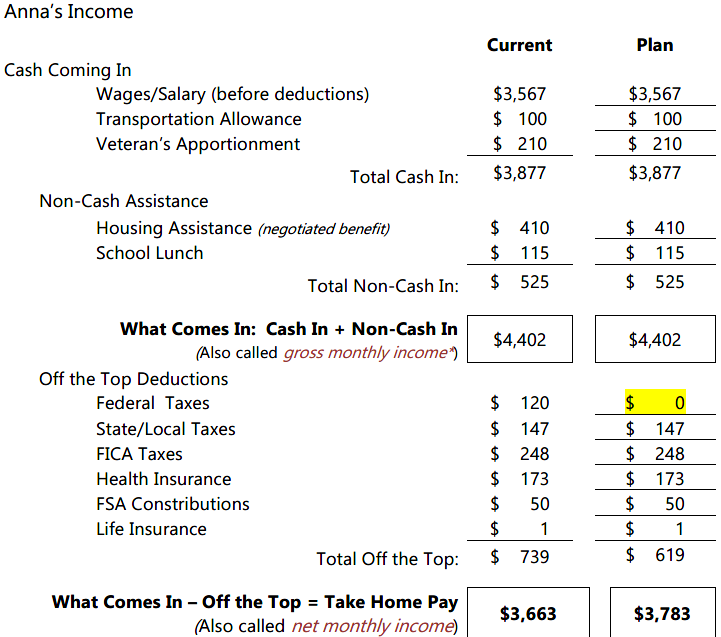 Anna's Income
Current Plan
Cash Coming In
Wages/Salary (before deductions) $3,567 $3,567
Transportation Allowance $ 100 $ 100
Veteran's Apportionment $ 210 $ 210
Total Cash In: $3,877 $3,877
Non-Cash Assistance
Housing Assistance (negotiated benefit) $ 410 $ 410
School Lunch $ 115 $ 115
Total Non-Cash In: $ 525 $ 525
What Comes In: Cash In + Non-Cash In $4,402 $4,402
(Also called gross monthly income*)
Off the Top Deductions
Federal Taxes $ 120 $ 0
State/Local Taxes $ 147 $ 147
FICA Taxes $ 248 $ 248
Health Insurance $ 173 $ 173
FSA Constributions $ 50 $ 50
Life Insurance $ 1 $ 1
Total Off the Top: $ 739 $ 619
What Comes In – Off the Top = Take Home Pay $3,663 $3,783
(Also called net monthly income)